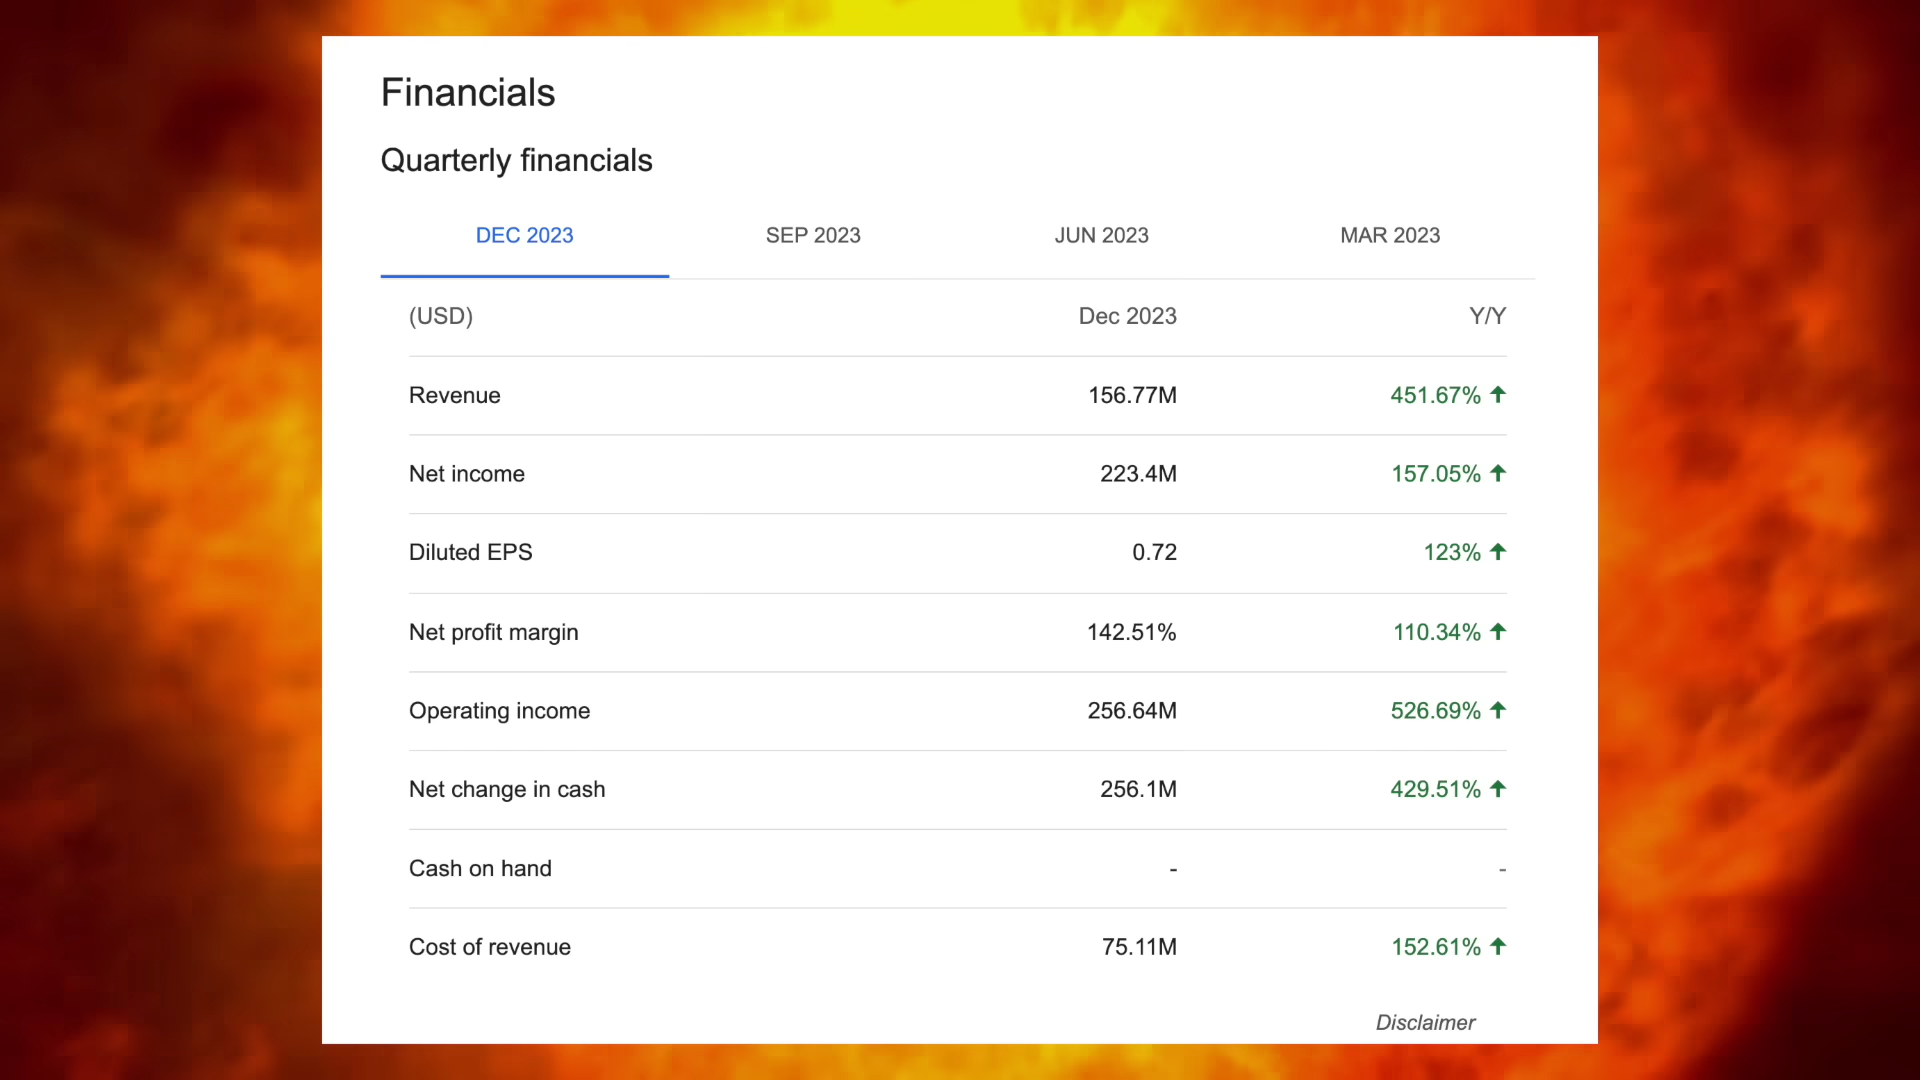 Financials
Quarterly financials
DEC 2023 SEP 2023 JUN 2023 MAR 2023
(USD) Dec 2023 Y/Y
Revenue 156.77M 451.67%
Net income 223.4M 157.05%
Diluted EPS 0.72 123%
Net profit margin 142.51% 110.34%
Operating income 256.64M 526.69%
Net change in cash 256.1M 429.51%
Cash on hand - -
Cost of revenue 75.11M 152.61%
Disclaimer